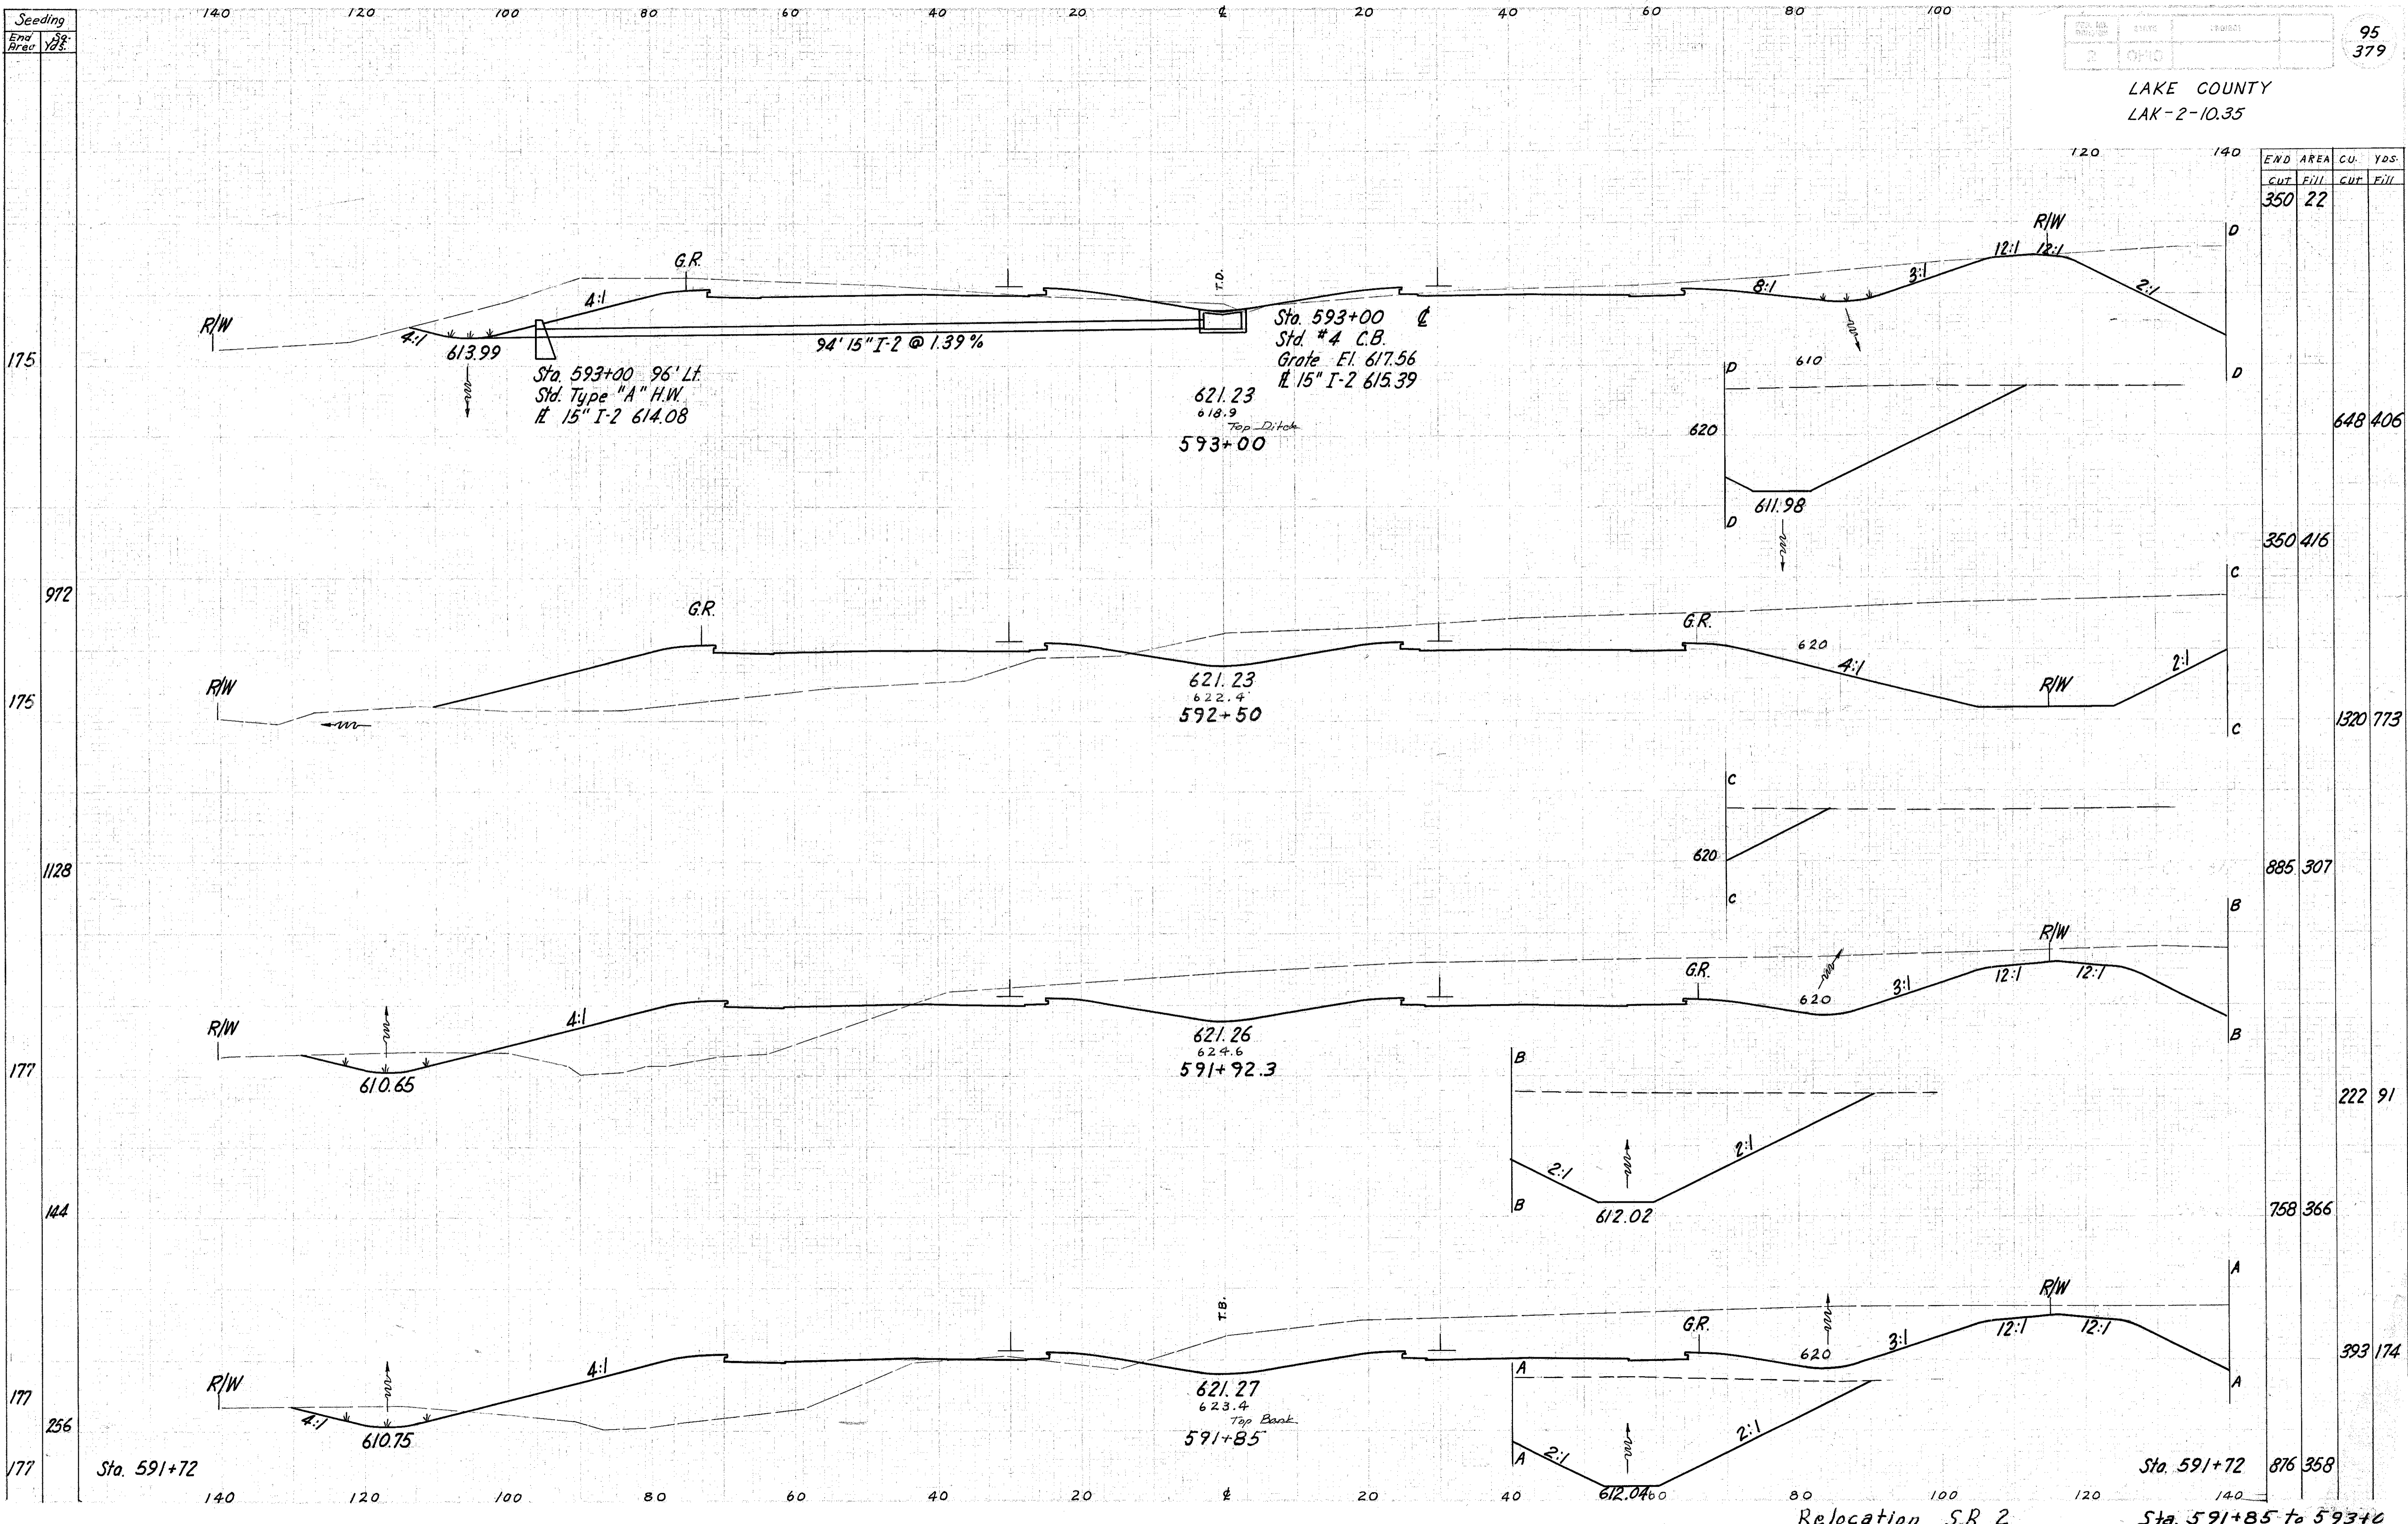 140 120 100 80 60 40 20 ℄ 20 40 60 80 100
Seeding
End Area Sq. Yds.
95
379
OHIO
LAKE COUNTY
LAK-2-10.35
120 140
END AREA CU. YDS.
Cut Fill Cut Fill
350 22
R/W
D
12:1 12:1
G.R.
T.D.
3:1
4:1
8:1
2:1
R/W
4:1
613.99
94' 15" I-2 @ 1.39 %
Sta. 593+00 ℄
Std. #4 C.B.
Grate El. 617.56
℄ 15" I-2 615.39
175
Sta. 593+00 96' Lt.
Std. Type "A" H.W.
℄ 15" I-2 614.08
D
610
D
621.23
618.9
Top Ditch
593+00
620
648 406
611.98
D
350 416
972
C
G.R.
G.R.
620
4:1
2:1
R/W
R/W
175
621.23
622.4
592+50
1320 773
C
C
620
1128
885 307
C
B
R/W
G.R.
12:1 12:1
3:1
620
4:1
R/W
621.26
624.6
591+92.3
B
B
177
610.65
222 91
2:1
2:1
144
B
612.02
758 366
A
R/W
T.B.
G.R.
12:1 12:1
3:1
620
393 174
4:1
A
R/W
621.27
623.4
Top Bank
591+85
A
177
4:1
256
610.75
2:1
2:1
A
177
Sta. 591+72
Sta. 591+72 876 358
612.04
140 120 100 80 60 40 20 ℄ 20 40 60 80 100 120 140
Relocation S.R. 2
Sta. 591+85 to 593+0